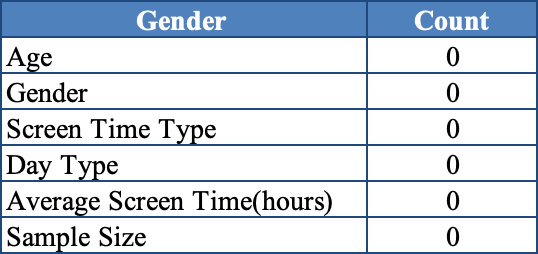 Gender Count
Age 0
Gender 0
Screen Time Type 0
Day Type 0
Average Screen Time(hours) 0
Sample Size 0